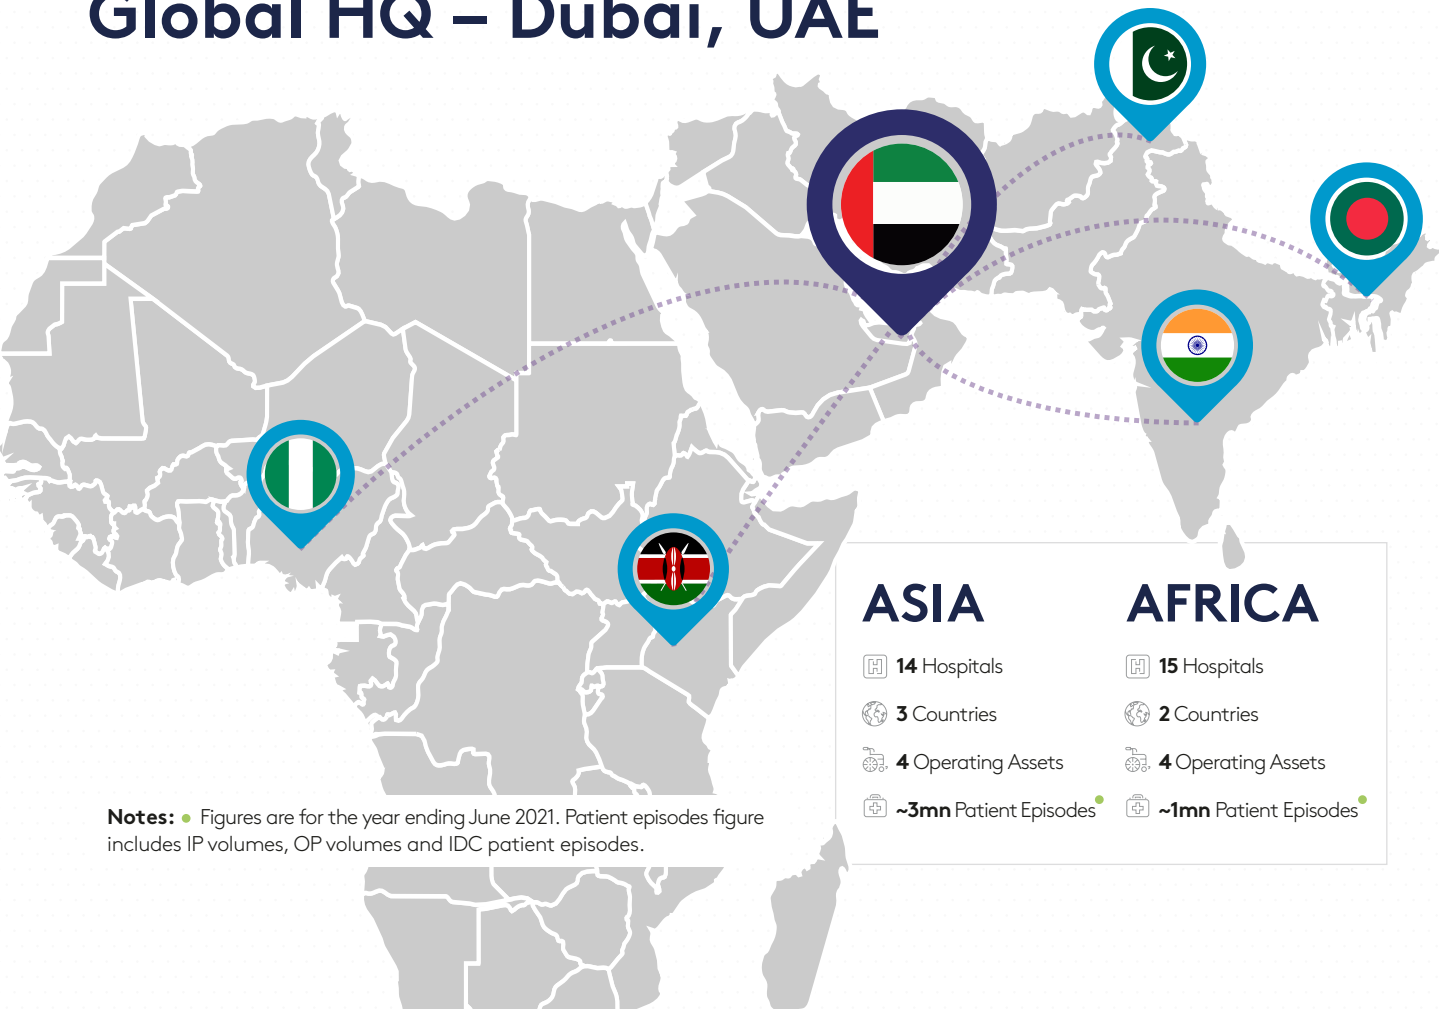 Global HQ – Dubai, UAE
ASIA
14 Hospitals
3 Countries
4 Operating Assets
~3mn Patient Episodes
AFRICA
15 Hospitals
2 Countries
4 Operating Assets
~1mn Patient Episodes
Notes: • Figures are for the year ending June 2021. Patient episodes figure
includes IP volumes, OP volumes and IDC patient episodes.